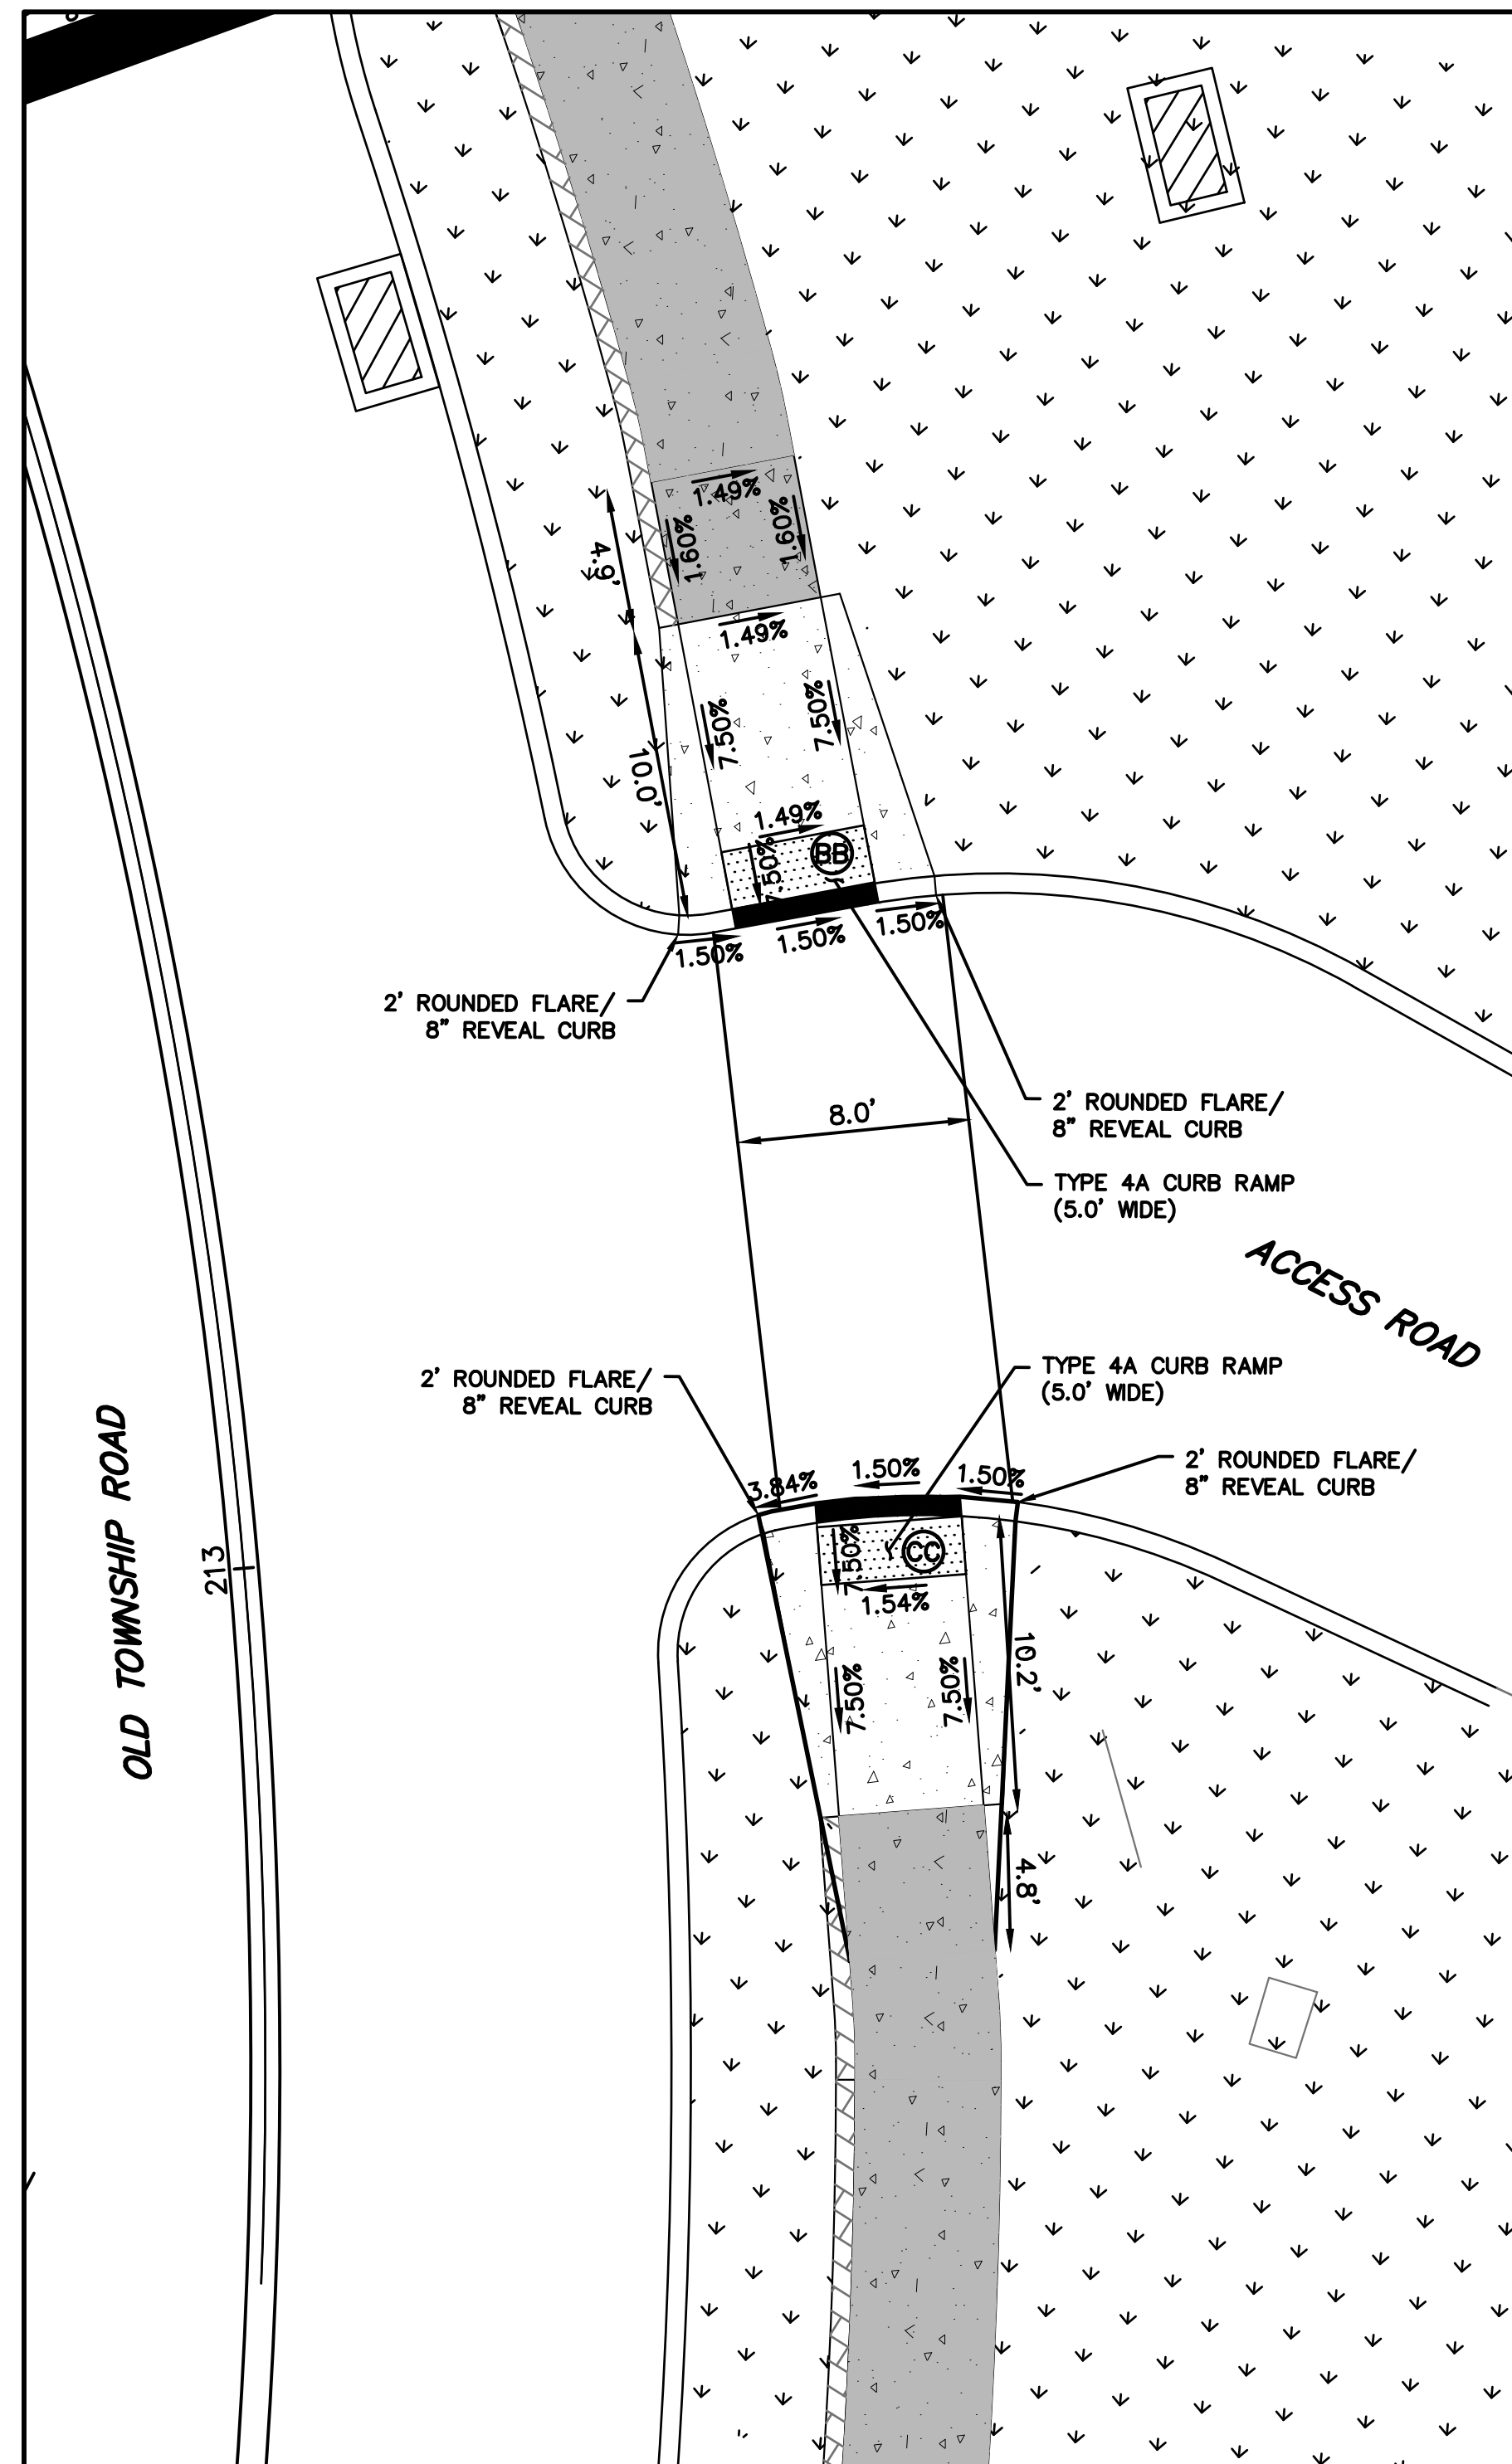 1.49%
1.60%
1.60%
4.9'
1.49%
7.50%
7.50%
10.0'
1.49%
BB
7.50%
1.50%
1.50%
1.50%
2' ROUNDED FLARE/
8" REVEAL CURB
8.0'
2' ROUNDED FLARE/
8" REVEAL CURB
TYPE 4A CURB RAMP
(5.0' WIDE)
ACCESS ROAD
TYPE 4A CURB RAMP
(5.0' WIDE)
2' ROUNDED FLARE/
8" REVEAL CURB
2' ROUNDED FLARE/
8" REVEAL CURB
3.84%
1.50%
1.50%
7.50%
CC
1.54%
10.2'
7.50%
7.50%
4.8'
OLD TOWNSHIP ROAD
213